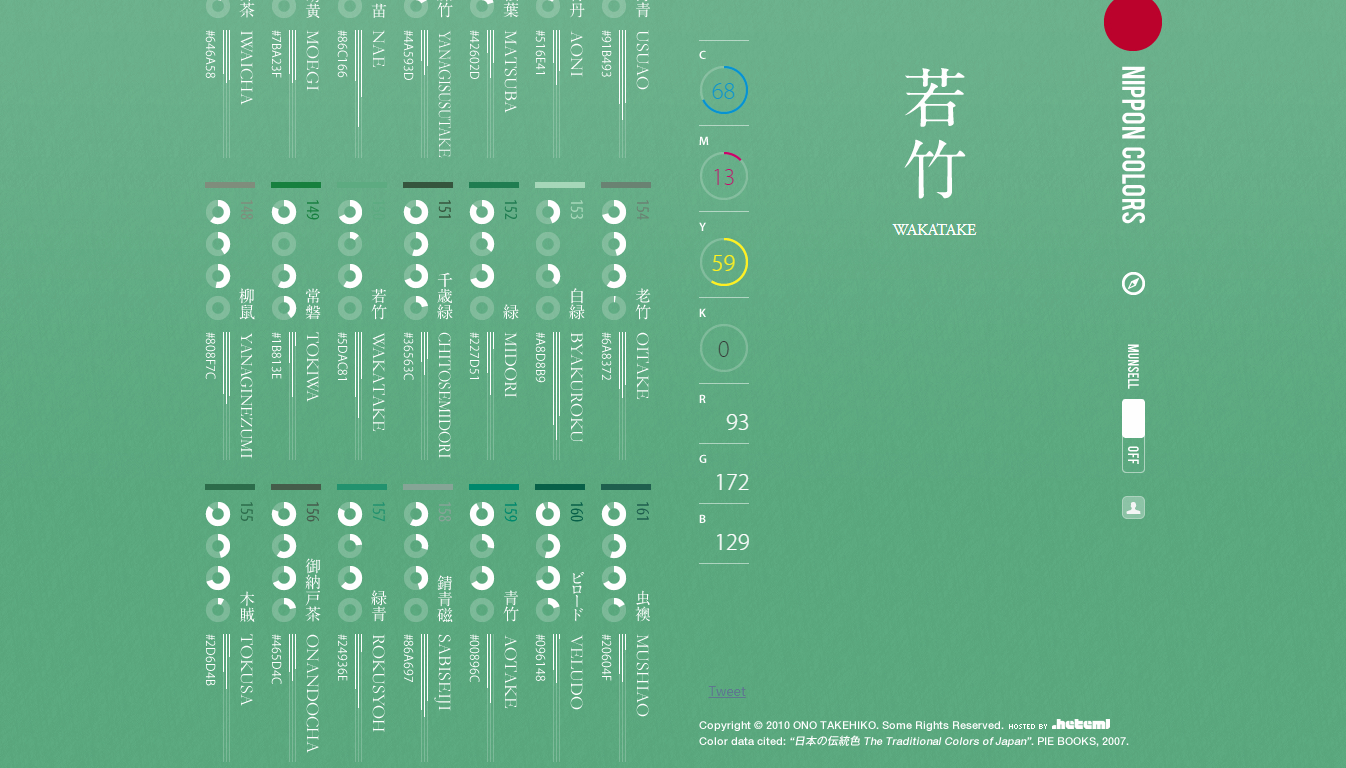 茶
#646A58
IWAICHA
黄
#7BA23F
MOEGI
苗
#86C166
NAE
竹
#4A593D
YANAGISUSUTAKE
葉
#42602D
MATSUBA
丹
#516E41
AONI
青
#91B493
USUAO
148
柳鼠
#808F7C
YANAGINEZUMI
149
常磐
#1B813E
TOKIWA
若竹
#5DAC81
WAKATAKE
151
千歳緑
#36563C
CHITOSEMIDORI
152
緑
#227D51
MIDORI
153
白緑
#A8D8B9
BYAKUROKU
154
老竹
#6A8372
OITAKE
155
木賊
#2D6D4B
TOKUSA
156
御納戸茶
#465D4C
ONANDOCHA
157
緑青
#24936E
ROKUSYOH
158
錆青磁
#86A697
SABISEIJI
159
青竹
#00896C
AOTAKE
160
ビロード
#096148
VELUDO
161
虫襖
#20604F
MUSHIAO
C
68
M
13
Y
59
K
0
R
93
G
172
B
129
若竹
WAKATAKE
NIPPON COLORS
MUNSELL
OFF
Tweet
Copyright © 2010 ONO TAKEHIKO. Some Rights Reserved. HOSTED BY .heteml
Color data cited: “日本の伝統色 The Traditional Colors of Japan”. PIE BOOKS, 2007.